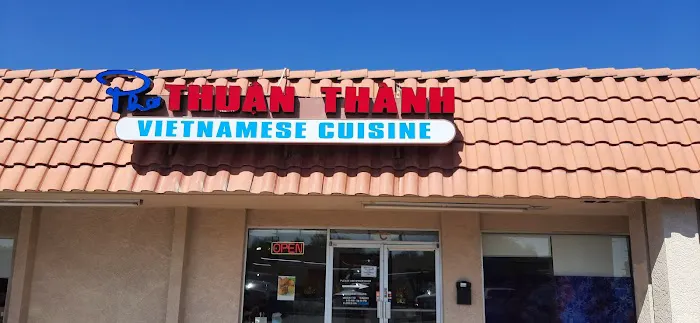 Phở THUẬN THÀNH
VIETNAMESE CUISINE
OPEN